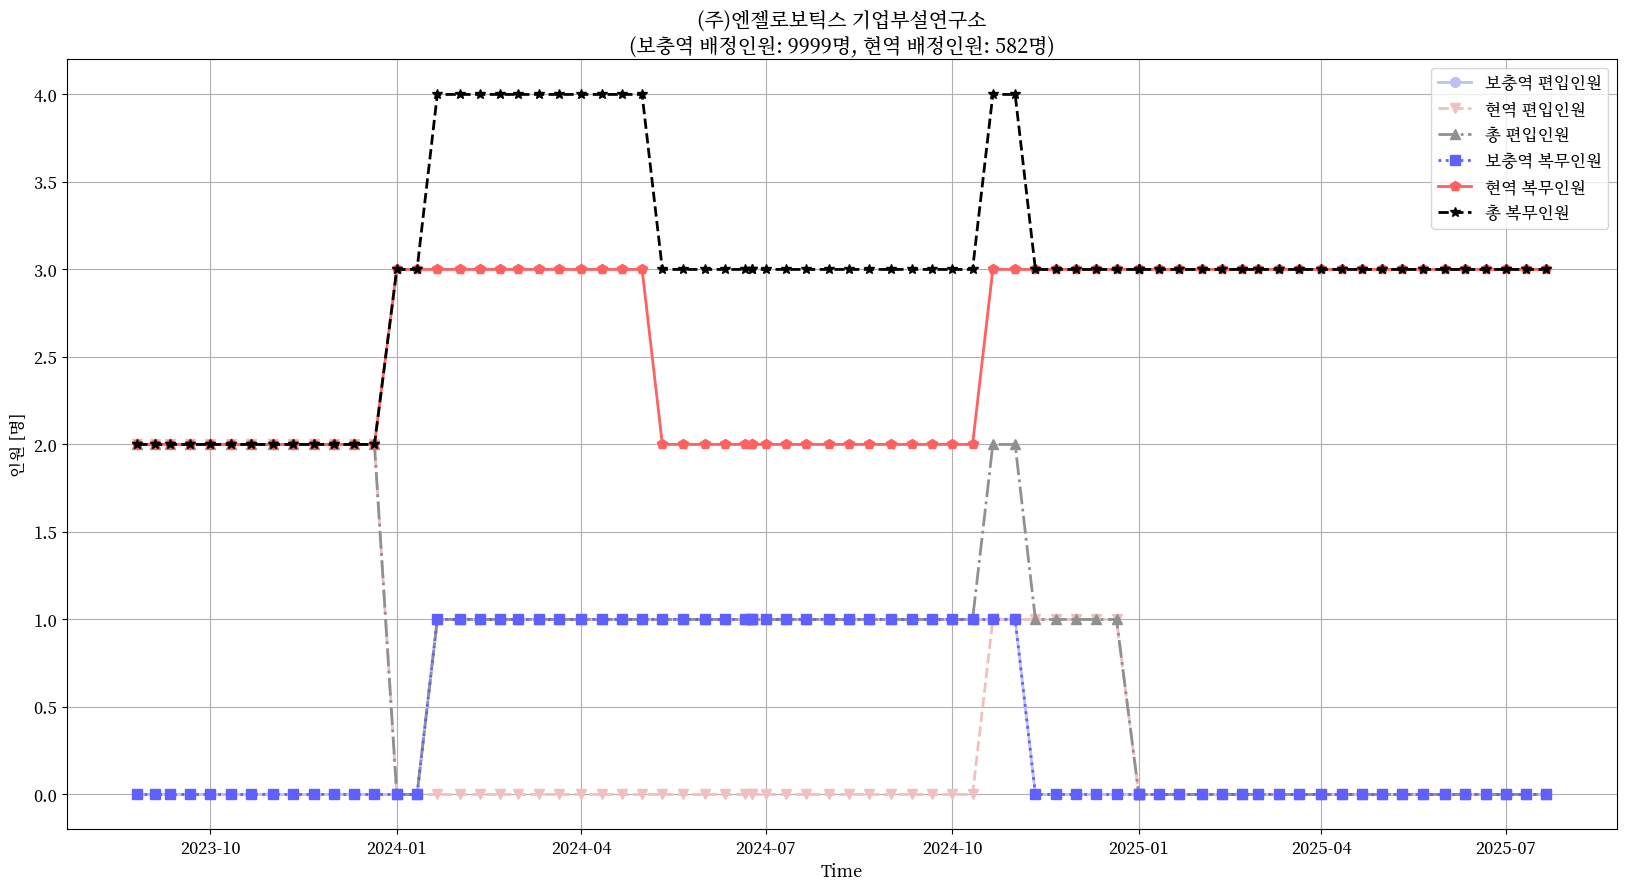 (주)엔젤로보틱스 기업부설연구소
(보충역 배정인원: 9999명, 현역 배정인원: 582명)
보충역 편입인원
현역 편입인원
총 편입인원
보충역 복무인원
현역 복무인원
총 복무인원
4.0
3.5
3.0
2.5
2.0
1.5
1.0
0.5
0.0
인원 [명]
2023-10
2024-01
2024-04
2024-07
2024-10
2025-01
2025-04
2025-07
Time